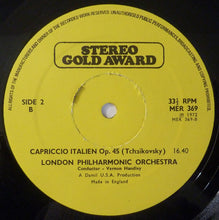 ALL RIGHTS OF THE MANUFACTURER AND OF THE OWNER OF THE RECORDED WORK RESERVED. UNAUTHORISED PUBLIC PERFORMANCE, BROADCASTING AND COPYING OF THIS RECORD PROHIBITED
STEREO
GOLD AWARD
SIDE 2
B
33⅓ RPM
MER 369
℗ 1973
MER 369-B
CAPRICCIO ITALIEN Op. 45 (Tchaikovsky) 16.40
LONDON PHILHARMONIC ORCHESTRA
Conductor - Vernon Handley
A Damil U.S.A. Production
Made in England